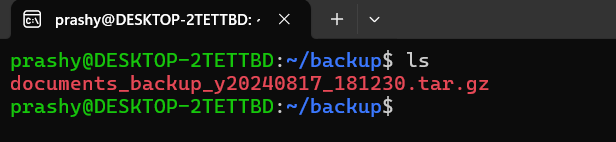 prashy@DESKTOP-2TETTBD: ~
prashy@DESKTOP-2TETTBD:~/backup$ ls
documents_backup_y20240817_181230.tar.gz
prashy@DESKTOP-2TETTBD:~/backup$